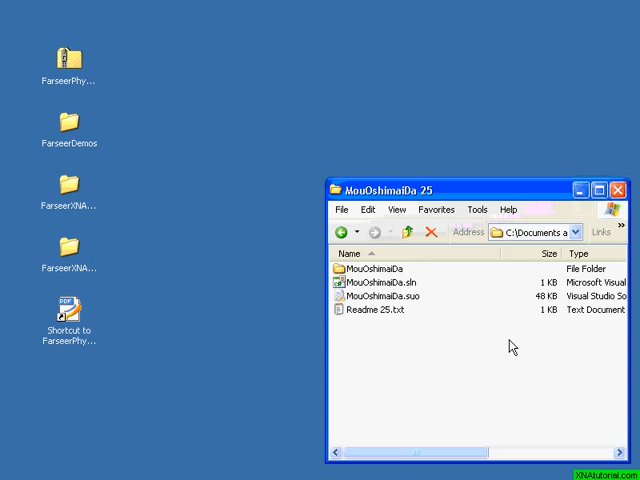 FarseerPhy...
FarseerDemos
FarseerXNA...
FarseerXNA...
Shortcut to
FarseerPhy...
MouOshimaiDa 25
File Edit View Favorites Tools Help
Address C:\Documents a Links »
Name Size Type
MouOshimaiDa File Folder
MouOshimaiDa.sln 1 KB Microsoft Visual
MouOshimaiDa.suo 48 KB Visual Studio So
Readme 25.txt 1 KB Text Document
PDF
XNAtutorial.com